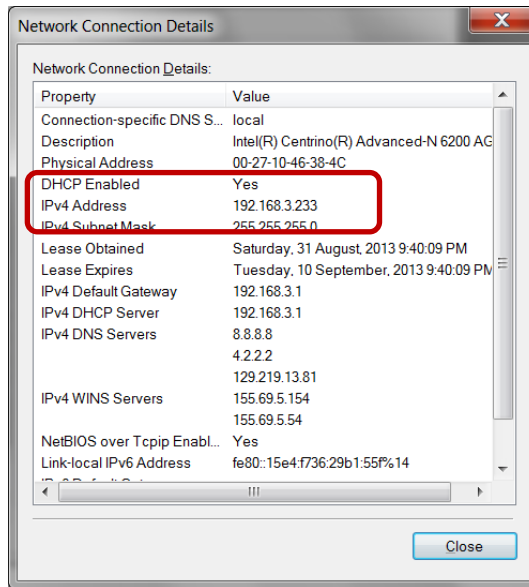 Network Connection Details
Network Connection Details:
Property Value
Connection-specific DNS S... local
Description Intel(R) Centrino(R) Advanced-N 6200 AG
Physical Address 00-27-10-46-38-4C
DHCP Enabled Yes
IPv4 Address 192.168.3.233
IPv4 Subnet Mask 255.255.255.0
Lease Obtained Saturday, 31 August, 2013 9:40:09 PM
Lease Expires Tuesday, 10 September, 2013 9:40:09 PM
IPv4 Default Gateway 192.168.3.1
IPv4 DHCP Server 192.168.3.1
IPv4 DNS Servers 8.8.8.8
4.2.2.2
129.219.13.81
IPv4 WINS Servers 155.69.5.154
155.69.5.54
NetBIOS over Tcpip Enabl... Yes
Link-local IPv6 Address fe80::15e4:f736:29b1:55f%14
Close